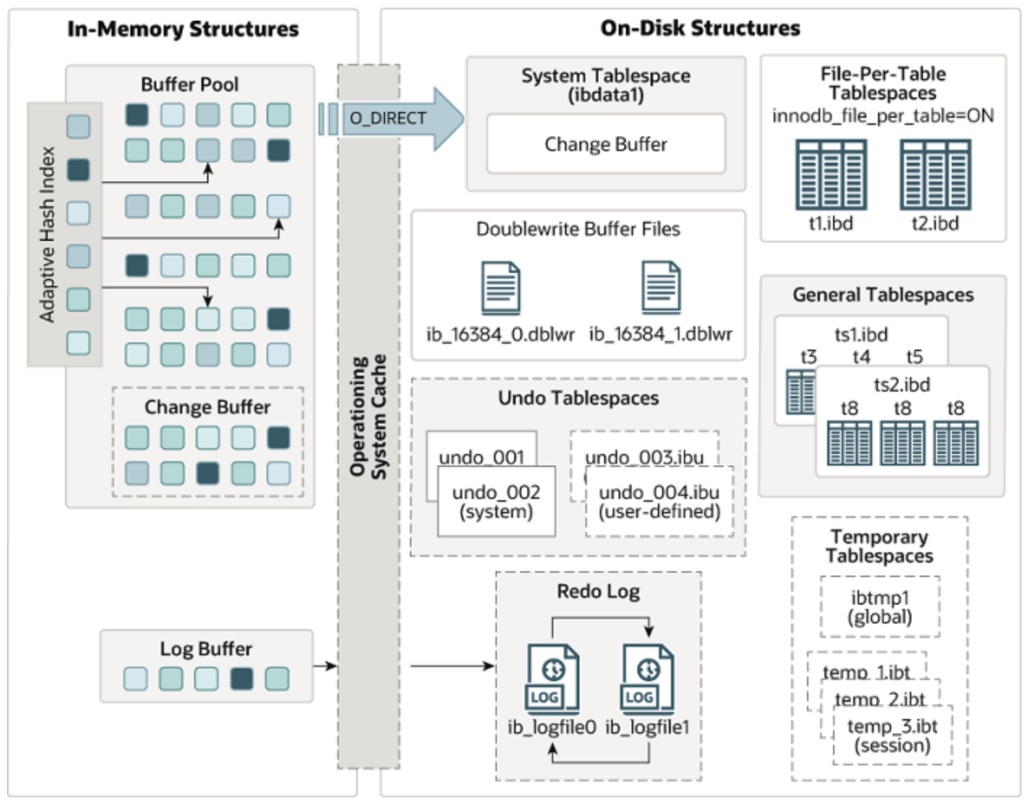 In-Memory Structures
Buffer Pool
Adaptive Hash Index
Change Buffer
Log Buffer
Operationing
System Cache
O_DIRECT
On-Disk Structures
System Tablespace
(ibdata1)
Change Buffer
File-Per-Table
Tablespaces
innodb_file_per_table=ON
t1.ibd
t2.ibd
Doublewrite Buffer Files
ib_16384_0.dblwr
ib_16384_1.dblwr
General Tablespaces
ts1.ibd
t3 t4 t5
ts2.ibd
t8 t8 t8
Undo Tablespaces
undo_001
undo_002
(system)
undo_003.ibu
undo_004.ibu
(user-defined)
Redo Log
LOG
LOG
ib_logfile0
ib_logfile1
Temporary
Tablespaces
ibtmp1
(global)
temp_1.ibt
temp_2.ibt
temp_3.ibt
(session)